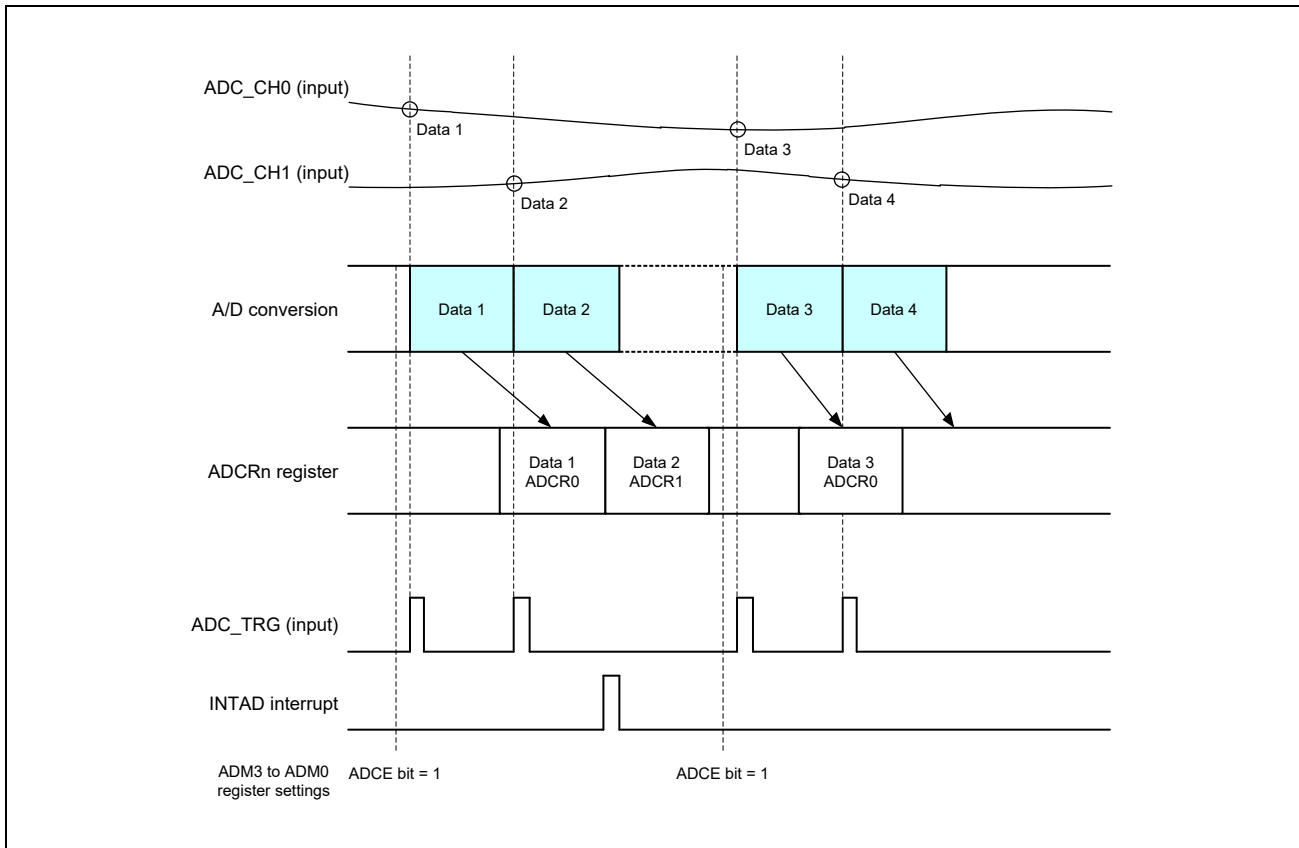 ADC_CH0 (input)
Data 1
Data 3
ADC_CH1 (input)
Data 2
Data 4
A/D conversion
Data 1
Data 2
Data 3
Data 4
ADCRn register
Data 1
ADCR0
Data 2
ADCR1
Data 3
ADCR0
ADC_TRG (input)
INTAD interrupt
ADM3 to ADM0
register settings
ADCE bit = 1
ADCE bit = 1